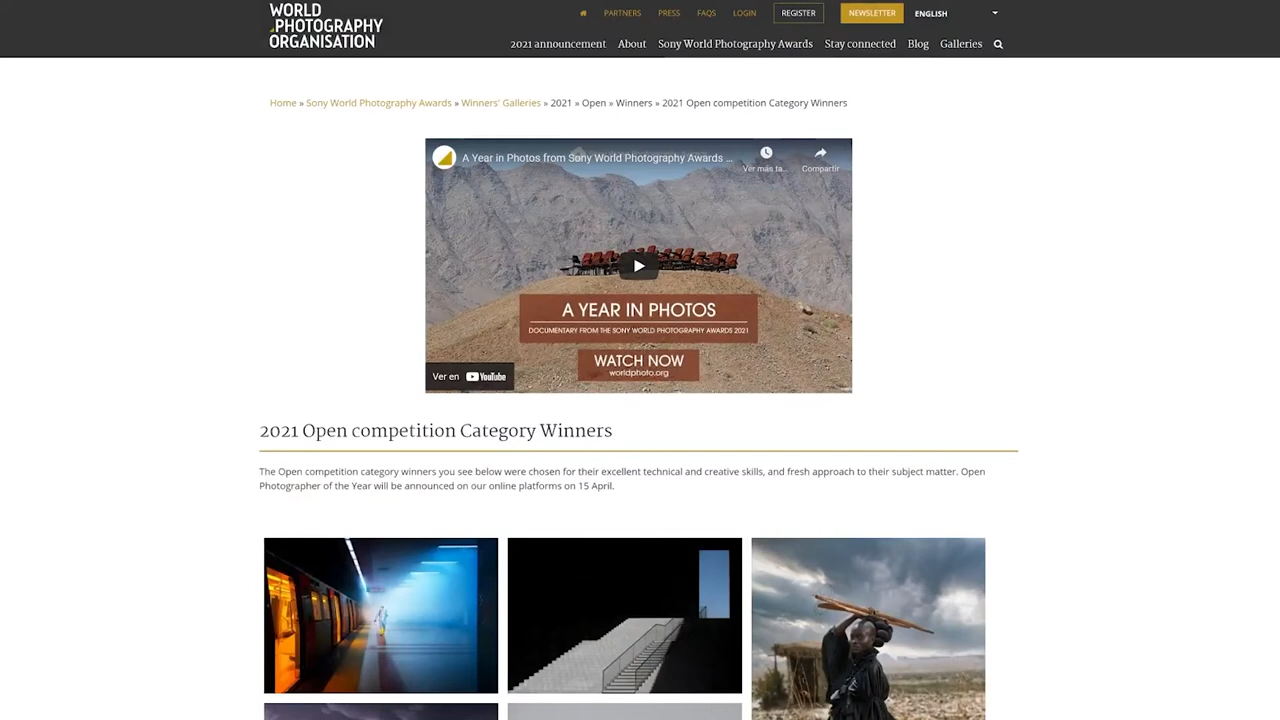 WORLD
PHOTOGRAPHY
ORGANISATION
PARTNERS PRESS FAQS LOGIN REGISTER NEWSLETTER ENGLISH
2021 announcement About Sony World Photography Awards Stay connected Blog Galleries
Home » Sony World Photography Awards » Winners' Galleries » 2021 » Open » Winners » 2021 Open competition Category Winners
A Year in Photos from Sony World Photography Awards ...
Ver más ta... Compartir
A YEAR IN PHOTOS
DOCUMENTARY FROM THE SONY WORLD PHOTOGRAPHY AWARDS 2021
WATCH NOW
worldphoto.org
Ver en YouTube
2021 Open competition Category Winners
The Open competition category winners you see below were chosen for their excellent technical and creative skills, and fresh approach to their subject matter. Open
Photographer of the Year will be announced on our online platforms on 15 April.